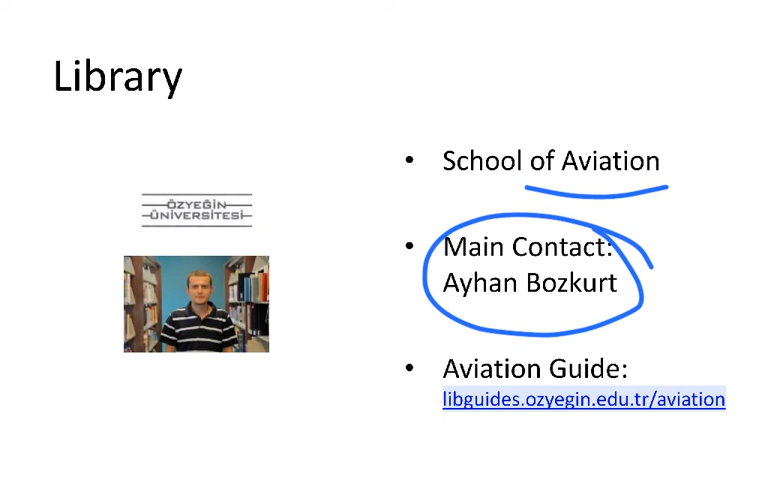 Library
ÖZYEĞİN
ÜNİVERSİTESİ
• School of Aviation
• Main Contact:
Ayhan Bozkurt
• Aviation Guide:
libguides.ozyegin.edu.tr/aviation